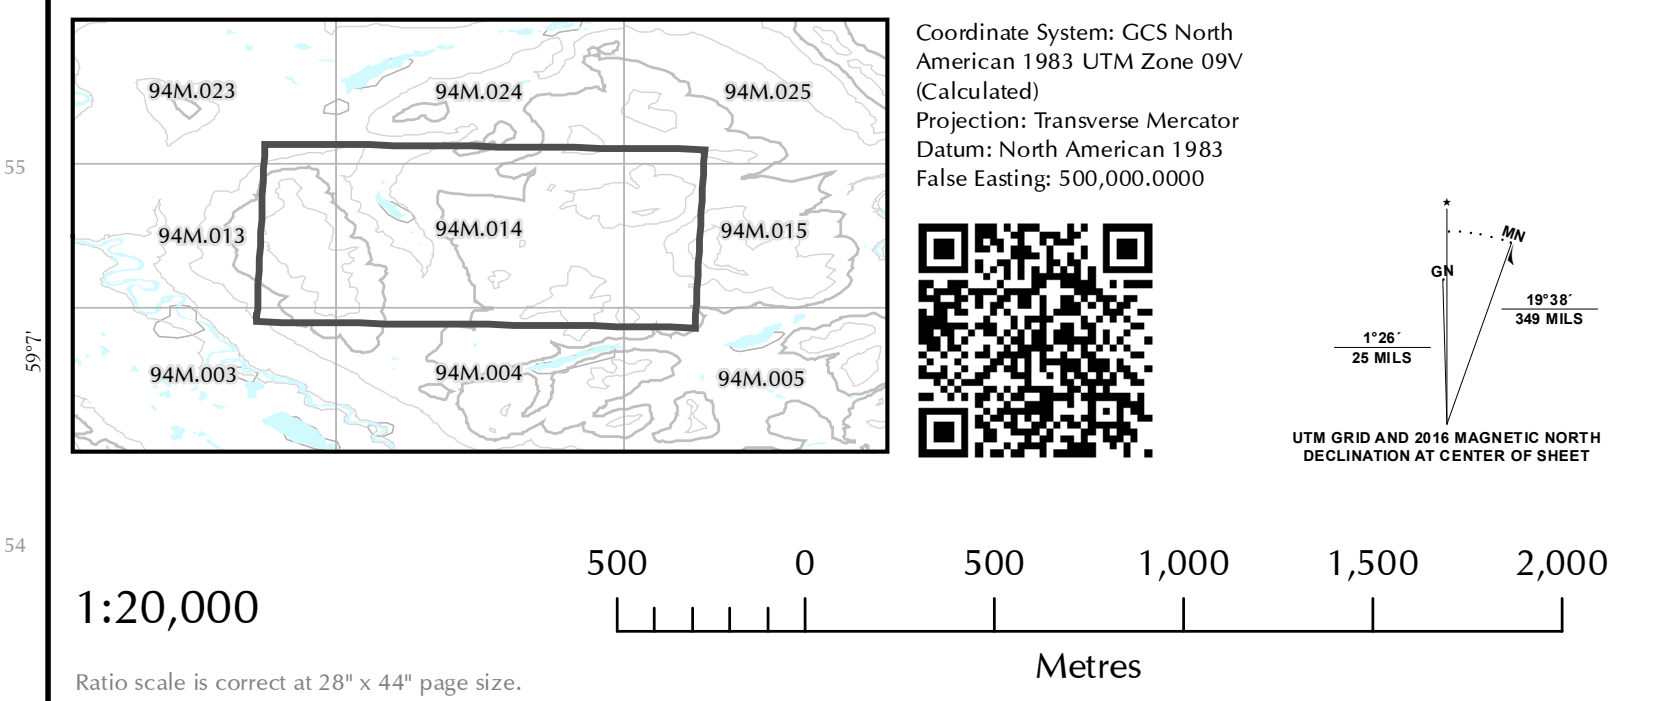 94M.023
94M.024
94M.025
94M.013
94M.014
94M.015
94M.003
94M.004
94M.005
55
59°7'
54
Coordinate System: GCS North
American 1983 UTM Zone 09V
(Calculated)
Projection: Transverse Mercator
Datum: North American 1983
False Easting: 500,000.0000
MN
GN
19°38´
349 MILS
1°26´
25 MILS
UTM GRID AND 2016 MAGNETIC NORTH
DECLINATION AT CENTER OF SHEET
1:20,000
500 0 500 1,000 1,500 2,000
Metres
Ratio scale is correct at 28" x 44" page size.